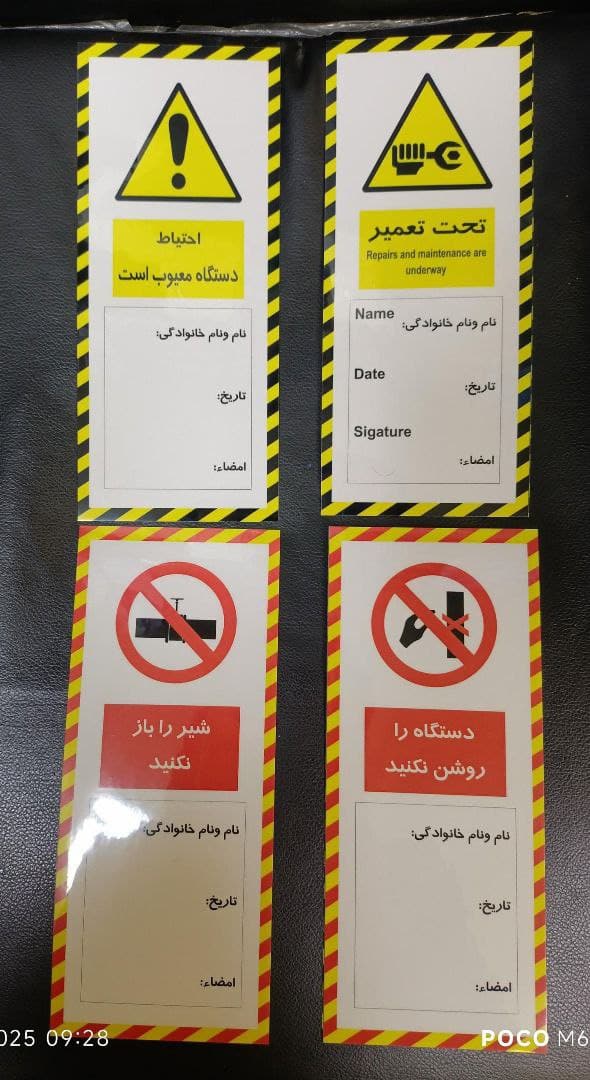 احتیاط
دستگاه معیوب است
نام ونام خانوادگی:
تاریخ:
امضاء:
تحت تعمیر
Repairs and maintenance are
underway
Name
نام ونام خانوادگی:
Date
تاریخ:
Sigature
امضاء:
شیر را باز
نکنید
نام ونام خانوادگی:
تاریخ:
امضاء:
دستگاه را
روشن نکنید
نام ونام خانوادگی:
تاریخ:
امضاء:
025 09:28
POCO M6